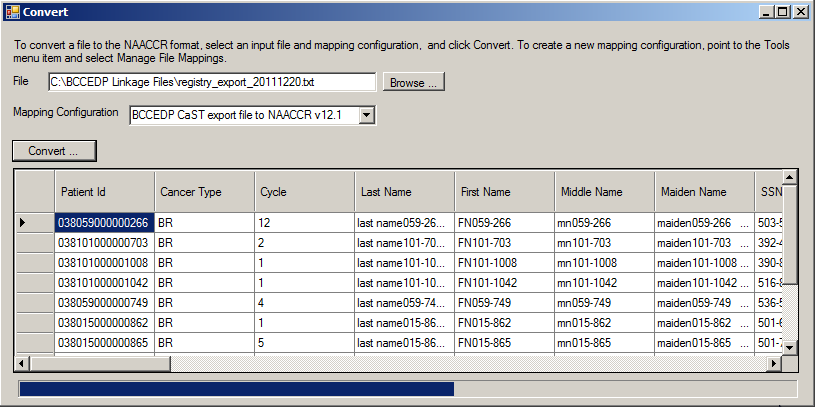 Convert
To convert a file to the NAACCR format, select an input file and mapping configuration, and click Convert. To create a new mapping configuration, point to the Tools
menu item and select Manage File Mappings.
File C:\BCCEDP Linkage Files\registry_export_20111220.txt Browse ...
Mapping Configuration BCCEDP CaST export file to NAACCR v12.1
Convert ...
Patient Id Cancer Type Cycle Last Name First Name Middle Name Maiden Name SSN
038059000000266 BR 12 last name059-26... FN059-266 mn059-266 maiden059-266 ... 503-5
038101000000703 BR 2 last name101-70... FN101-703 mn101-703 maiden101-703 ... 392-4
038101000001008 BR 1 last name101-10... FN101-1008 mn101-1008 maiden101-1008 ... 390-8
038101000001042 BR 1 last name101-10... FN101-1042 mn101-1042 maiden101-1042 ... 516-8
038059000000749 BR 4 last name059-74... FN059-749 mn059-749 maiden059-749 ... 536-5
038015000000862 BR 1 last name015-86... FN015-862 mn015-862 maiden015-862 ... 501-6
038015000000865 BR 5 last name015-86... FN015-865 mn015-865 maiden015-865 ... 501-7